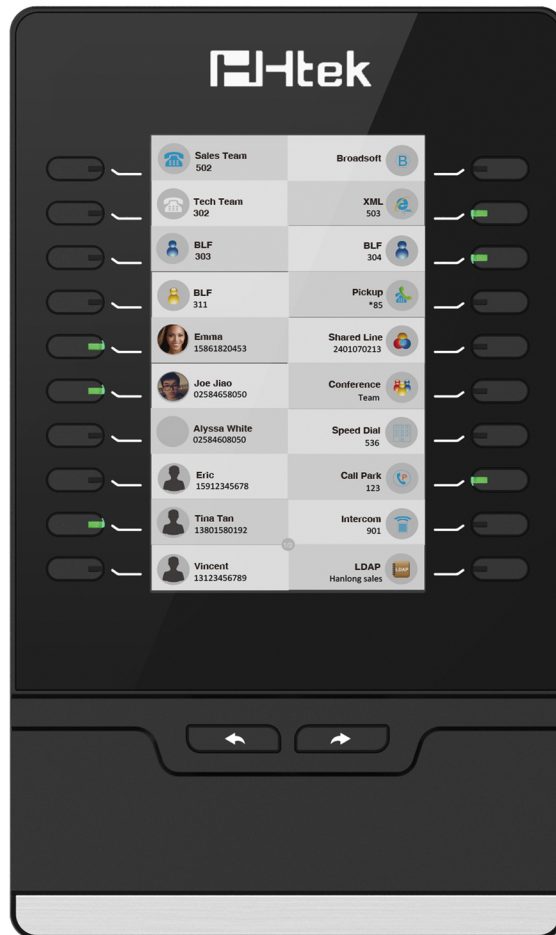 Htek
Sales Team
502
Broadsoft
B
Tech Team
302
XML
503
BLF
303
BLF
304
BLF
311
Pickup
*85
Emma
15861820453
Shared Line
2401070213
Joe Jiao
02584658050
Conference
Team
Alyssa White
02584608050
Speed Dial
536
Eric
15912345678
Call Park
123
P
Tina Tan
13801580192
Intercom
901
Vincent
13123456789
LDAP
Hanlong sales
LDAP